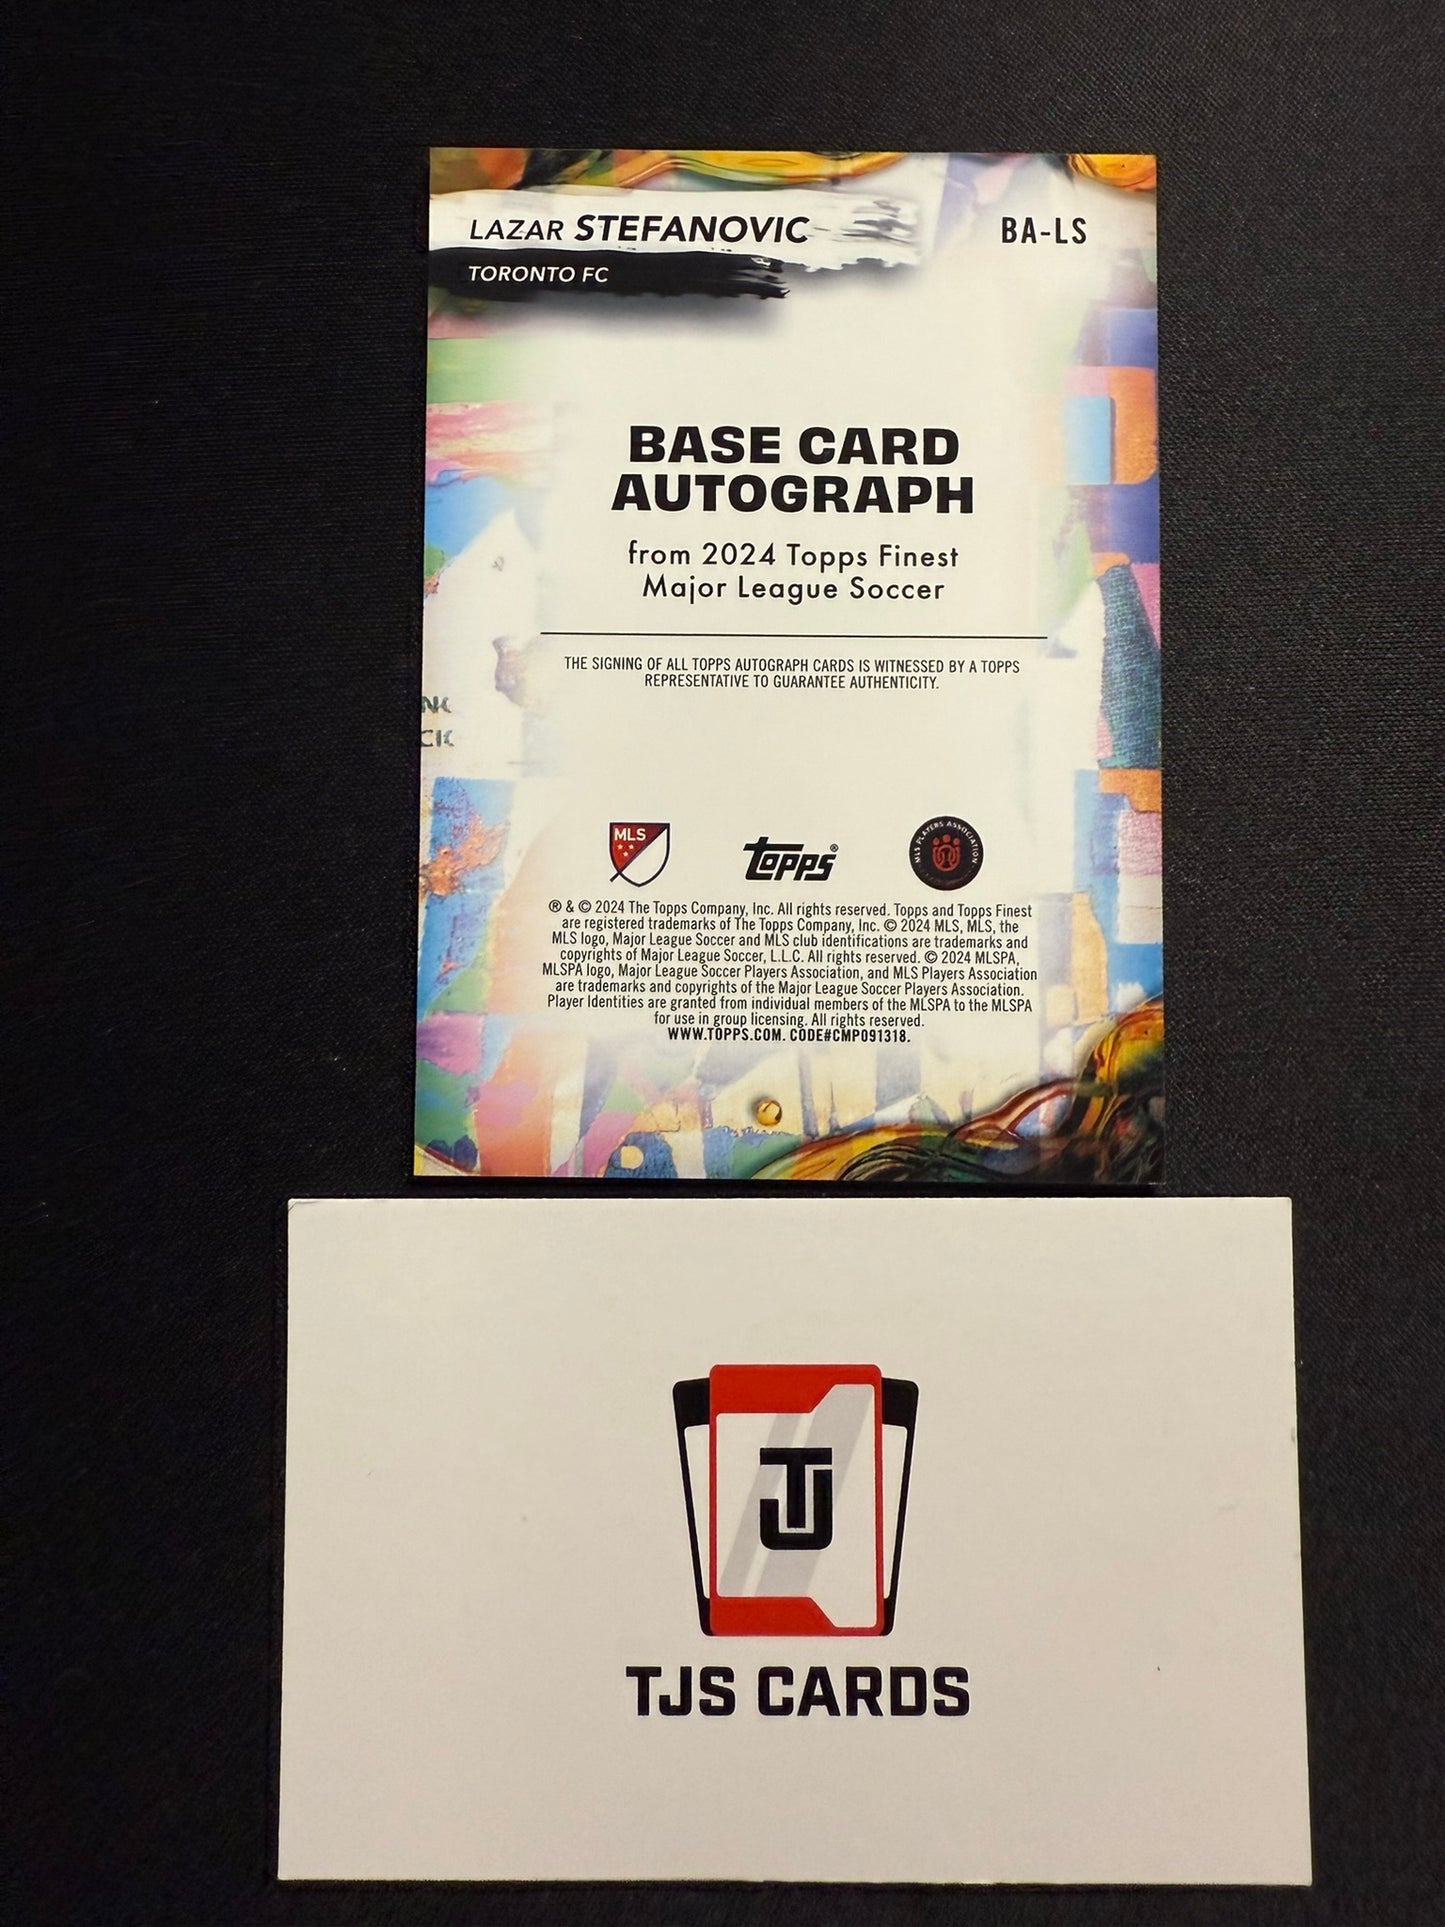 LAZAR STEFANOVIC
BA-LS
TORONTO FC
BASE CARD
AUTOGRAPH
from 2024 Topps Finest
Major League Soccer
THE SIGNING OF ALL TOPPS AUTOGRAPH CARDS IS WITNESSED BY A TOPPS
REPRESENTATIVE TO GUARANTEE AUTHENTICITY.
MLS
Topps®
MLS PLAYERS ASSOCIATION
® & © 2024 The Topps Company, Inc. All rights reserved. Topps and Topps Finest
are registered trademarks of The Topps Company, Inc. © 2024 MLS, MLS, the
MLS logo, Major League Soccer and MLS club identifications are trademarks and
copyrights of Major League Soccer, L.L.C. All rights reserved. © 2024 MLSPA,
MLSPA logo, Major League Soccer Players Association, and MLS Players Association
are trademarks and copyrights of the Major League Soccer Players Association.
Player Identities are granted from individual members of the MLSPA to the MLSPA
for use in group licensing. All rights reserved.
WWW.TOPPS.COM. CODE#CMP091318.
TJ
TJS CARDS